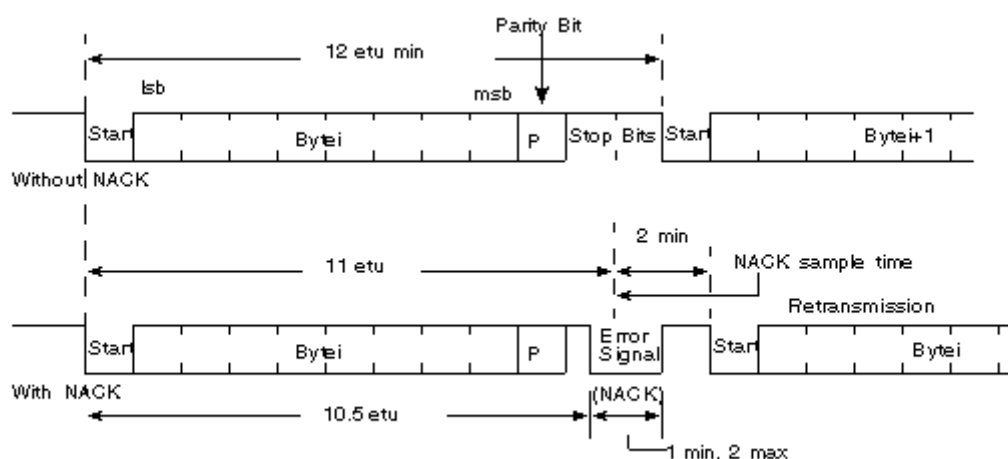 Parity Bit
12 etu min
lsb
msb
Start Bytei P Stop Bits Start Bytei+1
Without NACK
2 min
11 etu
NACK sample time
Retransmission
Start Bytei P Error Signal Start Bytei
With NACK
(NACK)
10.5 etu
1 min, 2 max